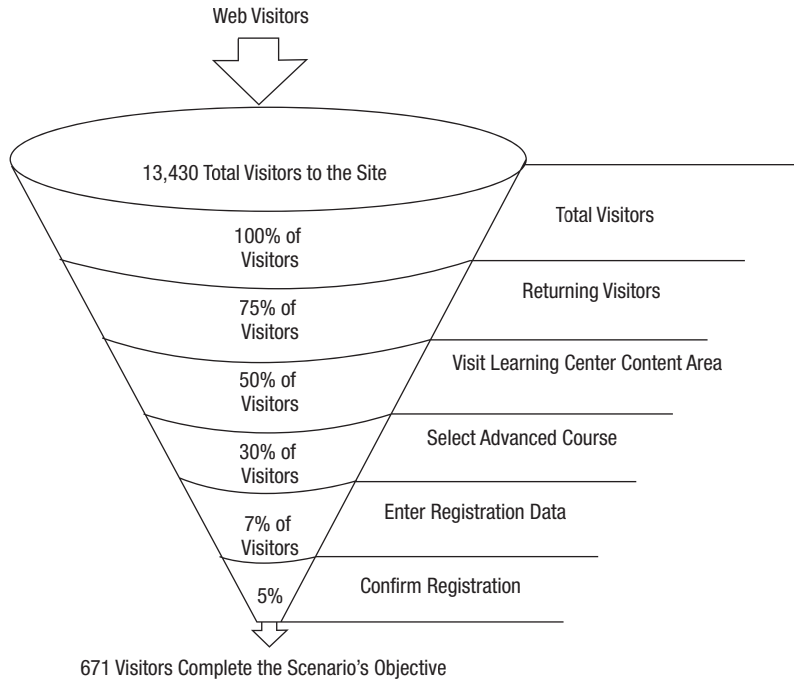 Web Visitors
13,430 Total Visitors to the Site
Total Visitors
100% of
Visitors
Returning Visitors
75% of
Visitors
Visit Learning Center Content Area
50% of
Visitors
Select Advanced Course
30% of
Visitors
Enter Registration Data
7% of
Visitors
Confirm Registration
5%
671 Visitors Complete the Scenario's Objective